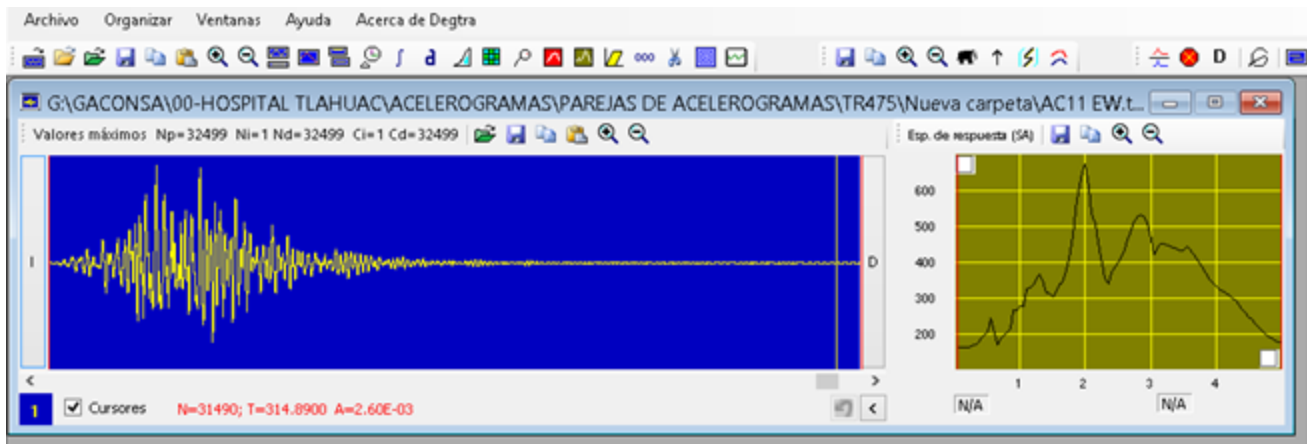 Archivo Organizar Ventanas Ayuda Acerca de Degtra
G:\GACONSA\00-HOSPITAL TLAHUAC\ACELEROGRAMAS\PAREJAS DE ACELEROGRAMAS\TR475\Nueva carpeta\AC11 EW.t...
Valores máximos Np=32499 Ni=1 Nd=32499 Ci=1 Cd=32499
Esp. de respuesta (SA)
I
D
600
500
400
300
200
1 2 3 4
N/A N/A
1 Cursores N=31490; T=314.8900 A=2.60E-03